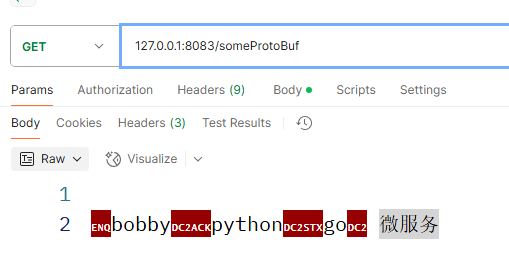 GET
127.0.0.1:8083/someProtoBuf
Params Authorization Headers (9) Body Scripts Settings
Body Cookies Headers (3) Test Results
Raw Visualize
1
2 ENQbobbyDC2ACKpythonDC2STXgoDC2 微服务